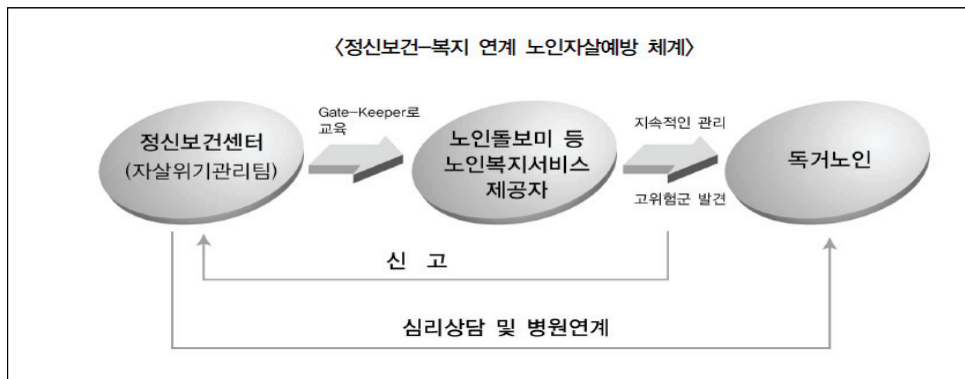 〈정신보건-복지 연계 노인자살예방 체계〉
Gate-Keeper로
교육
지속적인 관리
정신보건센터
(자살위기관리팀)
노인돌보미 등
노인복지서비스
제공자
독거노인
고위험군 발견
신 고
심리상담 및 병원연계